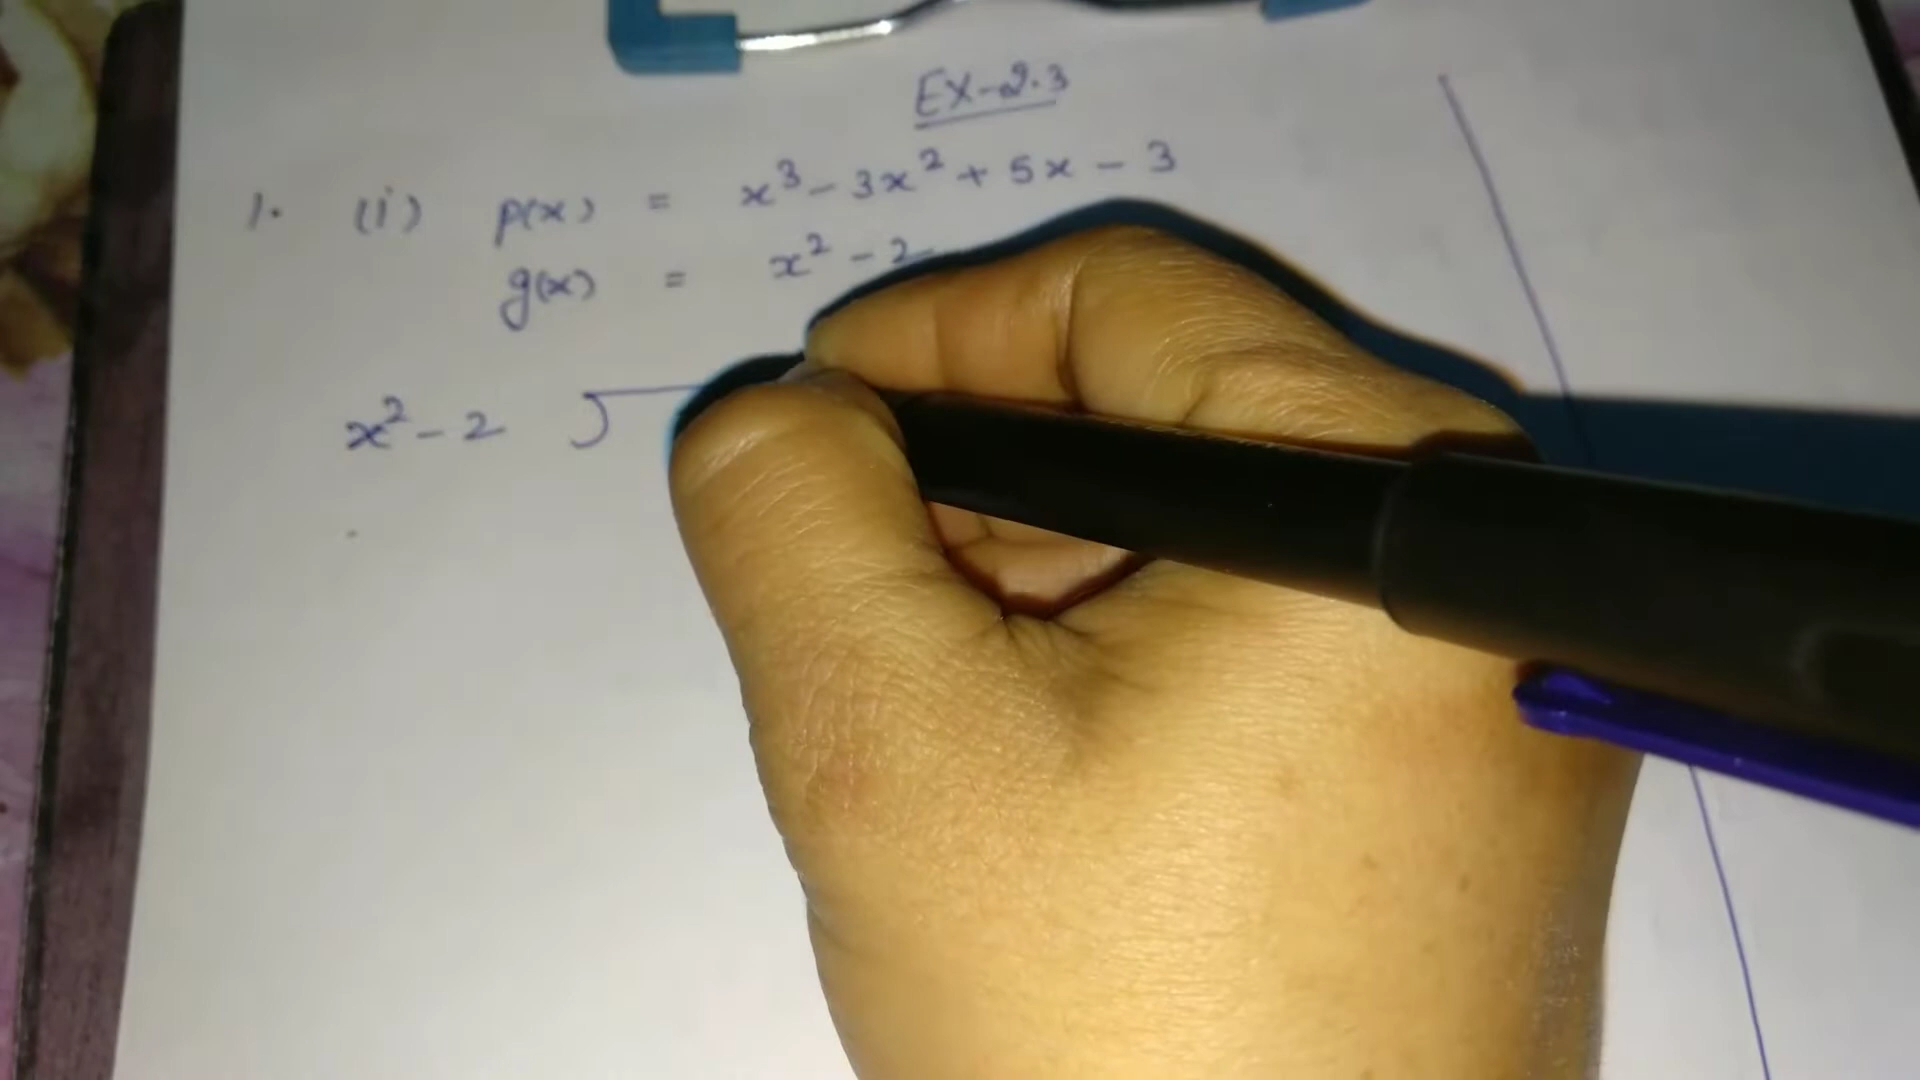 EX-2.3
1. (i) p(x) = x³ - 3x² + 5x - 3
g(x) = x² - 2
x² - 2